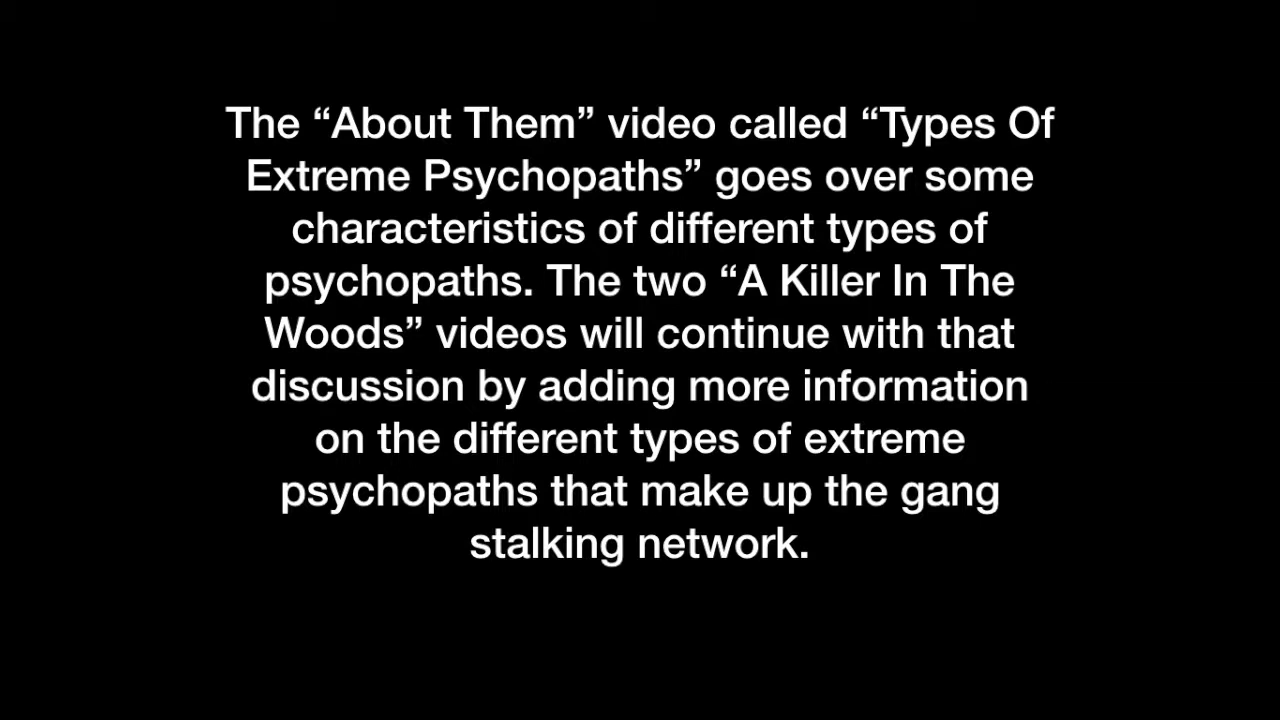 The “About Them” video called “Types Of
Extreme Psychopaths” goes over some
characteristics of different types of
psychopaths. The two “A Killer In The
Woods” videos will continue with that
discussion by adding more information
on the different types of extreme
psychopaths that make up the gang
stalking network.